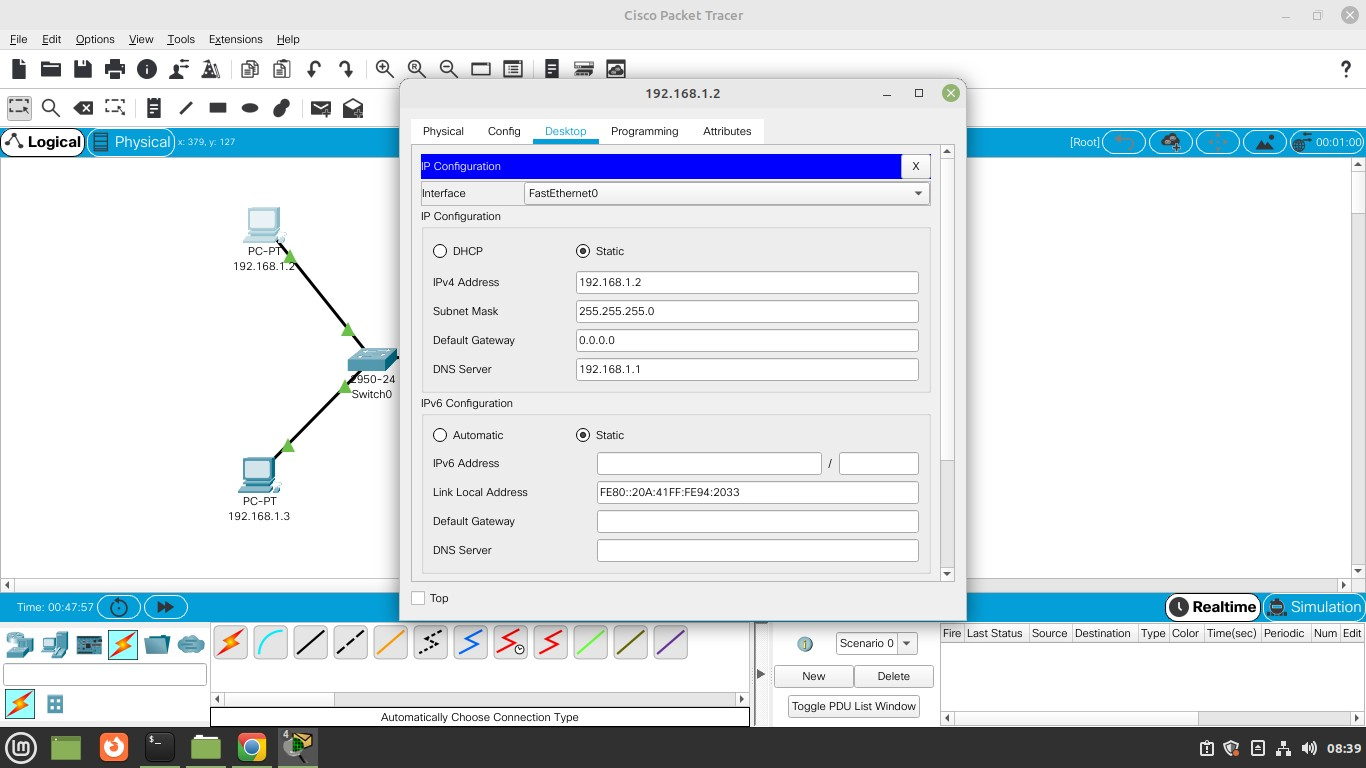 Cisco Packet Tracer
File Edit Options View Tools Extensions Help
Logical Physical x: 379, y: 127 [Root] 00:01:00
192.168.1.2
Physical Config Desktop Programming Attributes
IP Configuration X
Interface FastEthernet0
IP Configuration
DHCP Static
IPv4 Address 192.168.1.2
Subnet Mask 255.255.255.0
Default Gateway 0.0.0.0
DNS Server 192.168.1.1
IPv6 Configuration
Automatic Static
IPv6 Address /
Link Local Address FE80::20A:41FF:FE94:2033
Default Gateway
DNS Server
Top
PC-PT
192.168.1.2
2950-24
Switch0
PC-PT
192.168.1.3
Time: 00:47:57 Realtime Simulation
Scenario 0
New Delete
Toggle PDU List Window
Fire Last Status Source Destination Type Color Time(sec) Periodic Num Edit
Automatically Choose Connection Type
4
08:39